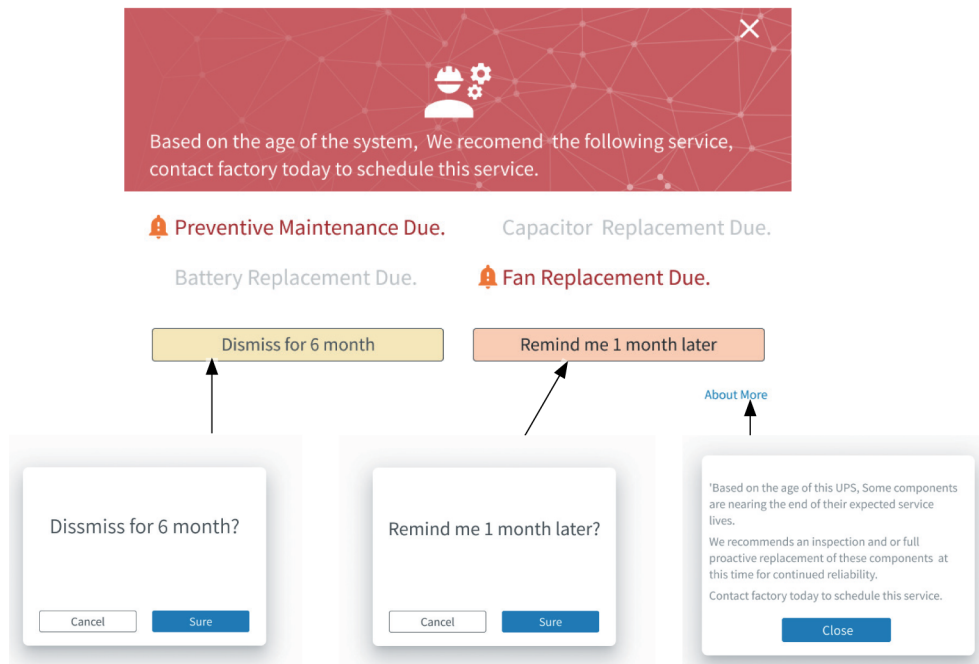 Based on the age of the system, We recomend the following service,
contact factory today to schedule this service.
Preventive Maintenance Due.
Capacitor Replacement Due.
Battery Replacement Due.
Fan Replacement Due.
Dismiss for 6 month
Remind me 1 month later
About More
Dissmiss for 6 month?
Cancel
Sure
Remind me 1 month later?
Cancel
Sure
'Based on the age of this UPS, Some components
are nearing the end of their expected service
lives.
We recommends an inspection and or full
proactive replacement of these components at
this time for continued reliability.
Contact factory today to schedule this service.
Close